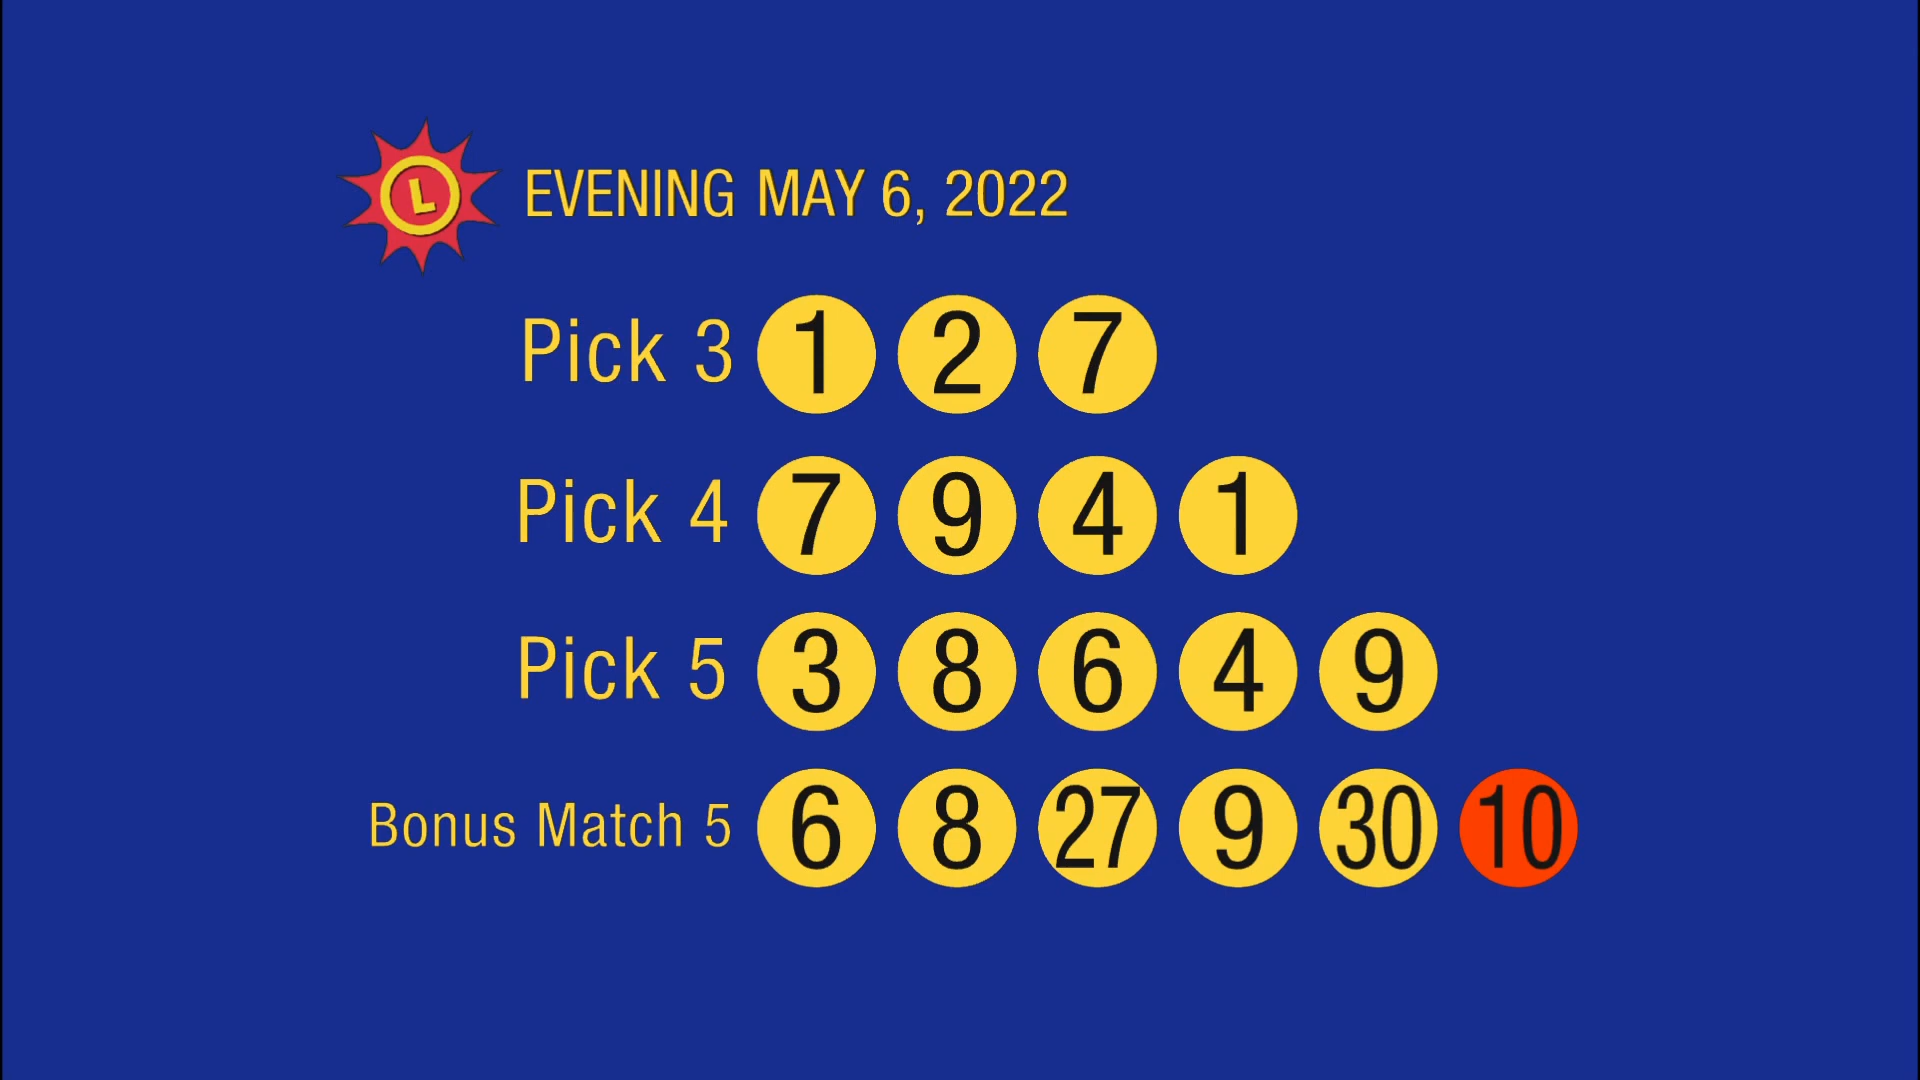 L EVENING MAY 6, 2022
Pick 3 1 2 7
Pick 4 7 9 4 1
Pick 5 3 8 6 4 9
Bonus Match 5 6 8 27 9 30 10